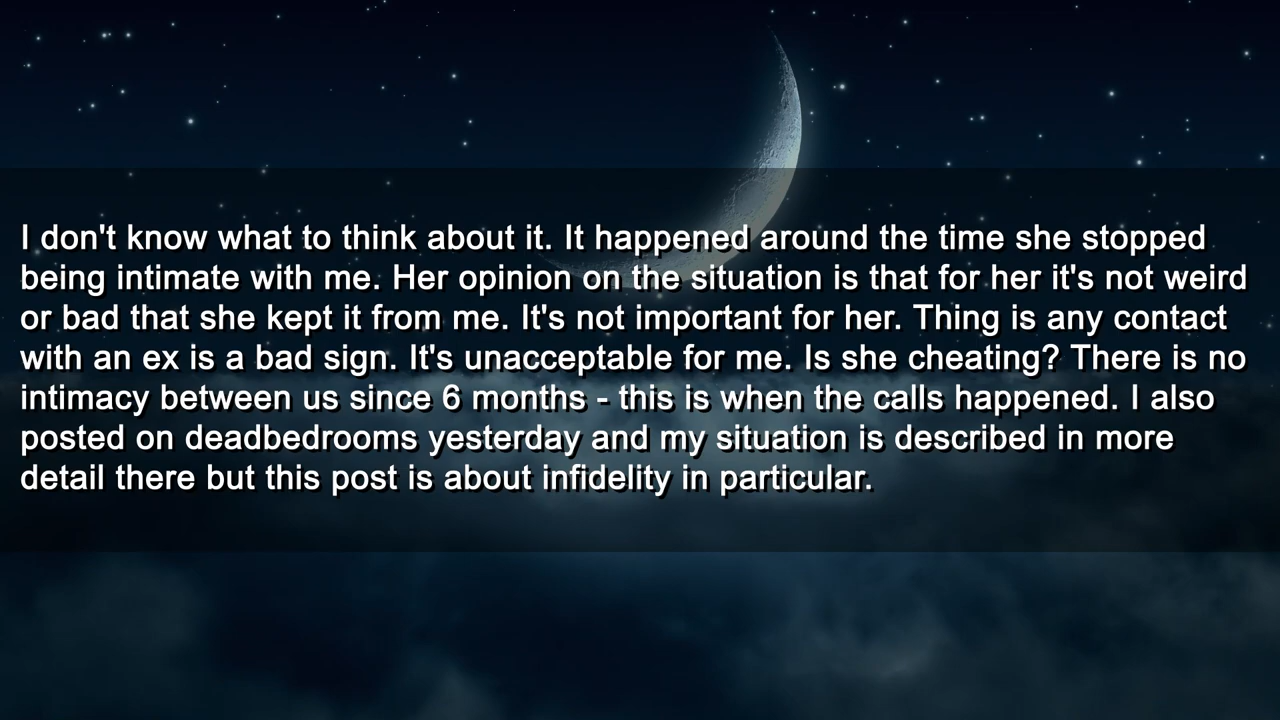 I don't know what to think about it. It happened around the time she stopped
being intimate with me. Her opinion on the situation is that for her it's not weird
or bad that she kept it from me. It's not important for her. Thing is any contact
with an ex is a bad sign. It's unacceptable for me. Is she cheating? There is no
intimacy between us since 6 months - this is when the calls happened. I also
posted on deadbedrooms yesterday and my situation is described in more
detail there but this post is about infidelity in particular.